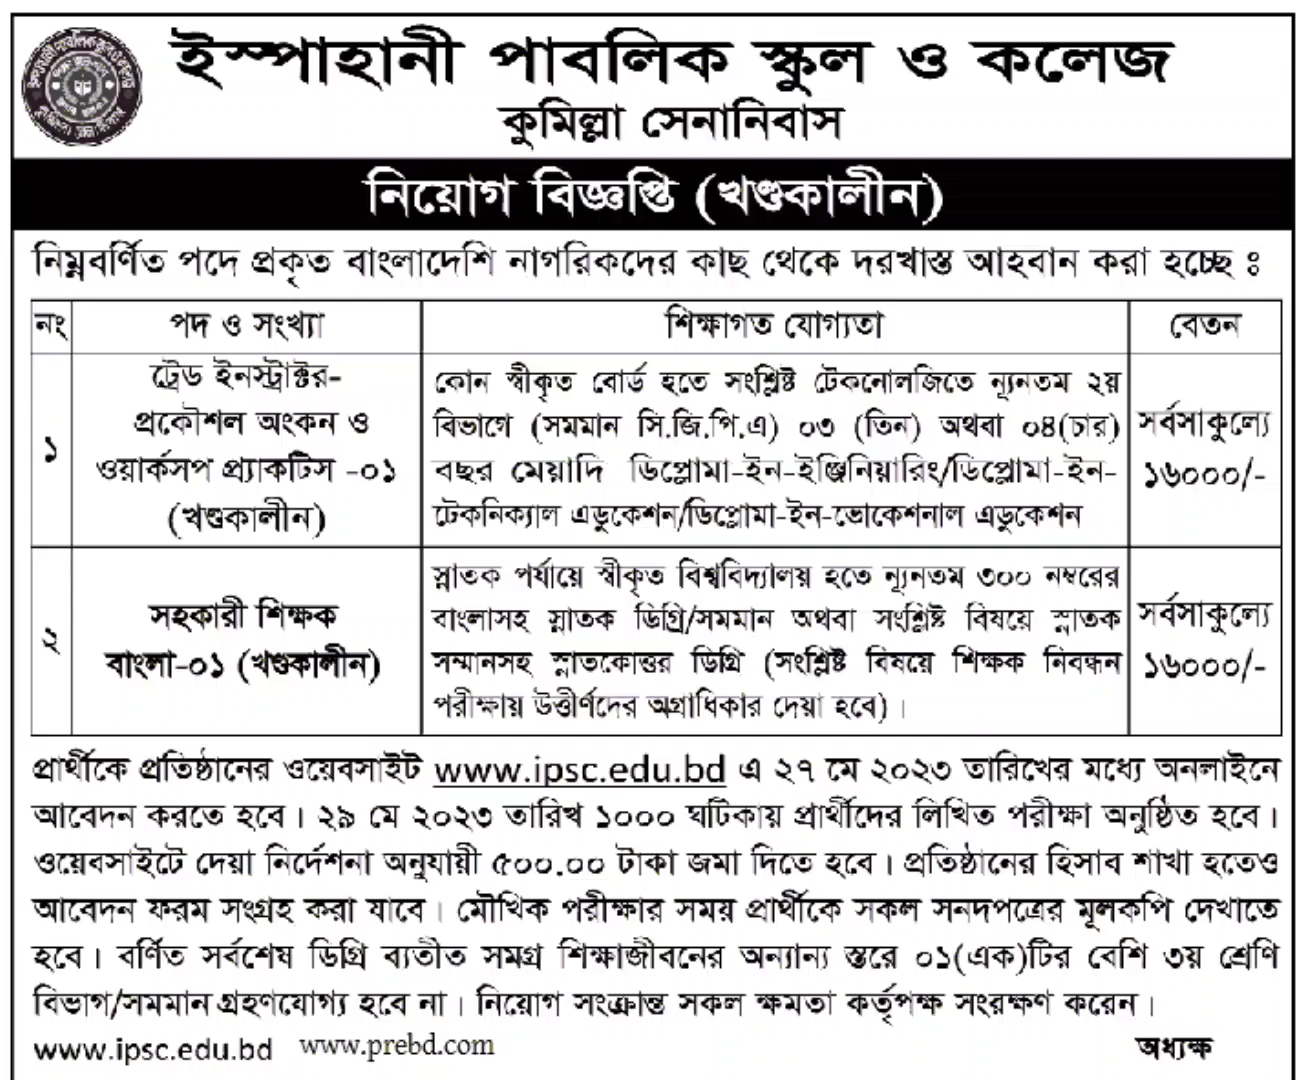 ইস্পাহানী পাবলিক স্কুল ও কলেজ
কুমিল্লা সেনানিবাস
নিয়োগ বিজ্ঞপ্তি (খণ্ডকালীন)
নিম্নবর্ণিত পদে প্রকৃত বাংলাদেশি নাগরিকদের কাছ থেকে দরখাস্ত আহবান করা হচ্ছে ঃ
নং পদ ও সংখ্যা শিক্ষাগত যোগ্যতা বেতন
১
ট্রেড ইনস্ট্রাক্টর-
প্রকৌশল অংকন ও
ওয়ার্কসপ প্র্যাকটিস -০১
(খণ্ডকালীন)
কোন স্বীকৃত বোর্ড হতে সংশ্লিষ্ট টেকনোলজিতে ন্যূনতম ২য়
বিভাগে (সমমান সি.জি.পি.এ) ০৩ (তিন) অথবা ০৪(চার)
বছর মেয়াদি ডিপ্লোমা-ইন-ইঞ্জিনিয়ারিং/ডিপ্লোমা-ইন-
টেকনিক্যাল এডুকেশন/ডিপ্লোমা-ইন-ভোকেশনাল এডুকেশন
সর্বসাকুল্যে
১৬০০০/-
২
সহকারী শিক্ষক
বাংলা-০১ (খণ্ডকালীন)
স্নাতক পর্যায়ে স্বীকৃত বিশ্ববিদ্যালয় হতে ন্যূনতম ৩০০ নম্বরের
বাংলাসহ স্নাতক ডিগ্রি/সমমান অথবা সংশ্লিষ্ট বিষয়ে স্নাতক
সম্মানসহ স্নাতকোত্তর ডিগ্রি (সংশ্লিষ্ট বিষয়ে শিক্ষক নিবন্ধন
পরীক্ষায় উত্তীর্ণদের অগ্রাধিকার দেয়া হবে)।
সর্বসাকুল্যে
১৬০০০/-
প্রার্থীকে প্রতিষ্ঠানের ওয়েবসাইট www.ipsc.edu.bd এ ২৭ মে ২০২৩ তারিখের মধ্যে অনলাইনে
আবেদন করতে হবে। ২৯ মে ২০২৩ তারিখ ১০০০ ঘটিকায় প্রার্থীদের লিখিত পরীক্ষা অনুষ্ঠিত হবে।
ওয়েবসাইটে দেয়া নির্দেশনা অনুযায়ী ৫০০.০০ টাকা জমা দিতে হবে। প্রতিষ্ঠানের হিসাব শাখা হতেও
আবেদন ফরম সংগ্রহ করা যাবে। মৌখিক পরীক্ষার সময় প্রার্থীকে সকল সনদপত্রের মূলকপি দেখাতে
হবে। বর্ণিত সর্বশেষ ডিগ্রি ব্যতীত সমগ্র শিক্ষাজীবনের অন্যান্য স্তরে ০১(এক)টির বেশি ৩য় শ্রেণি
বিভাগ/সমমান গ্রহণযোগ্য হবে না। নিয়োগ সংক্রান্ত সকল ক্ষমতা কর্তৃপক্ষ সংরক্ষণ করেন।
www.ipsc.edu.bd www.prebd.com অধ্যক্ষ